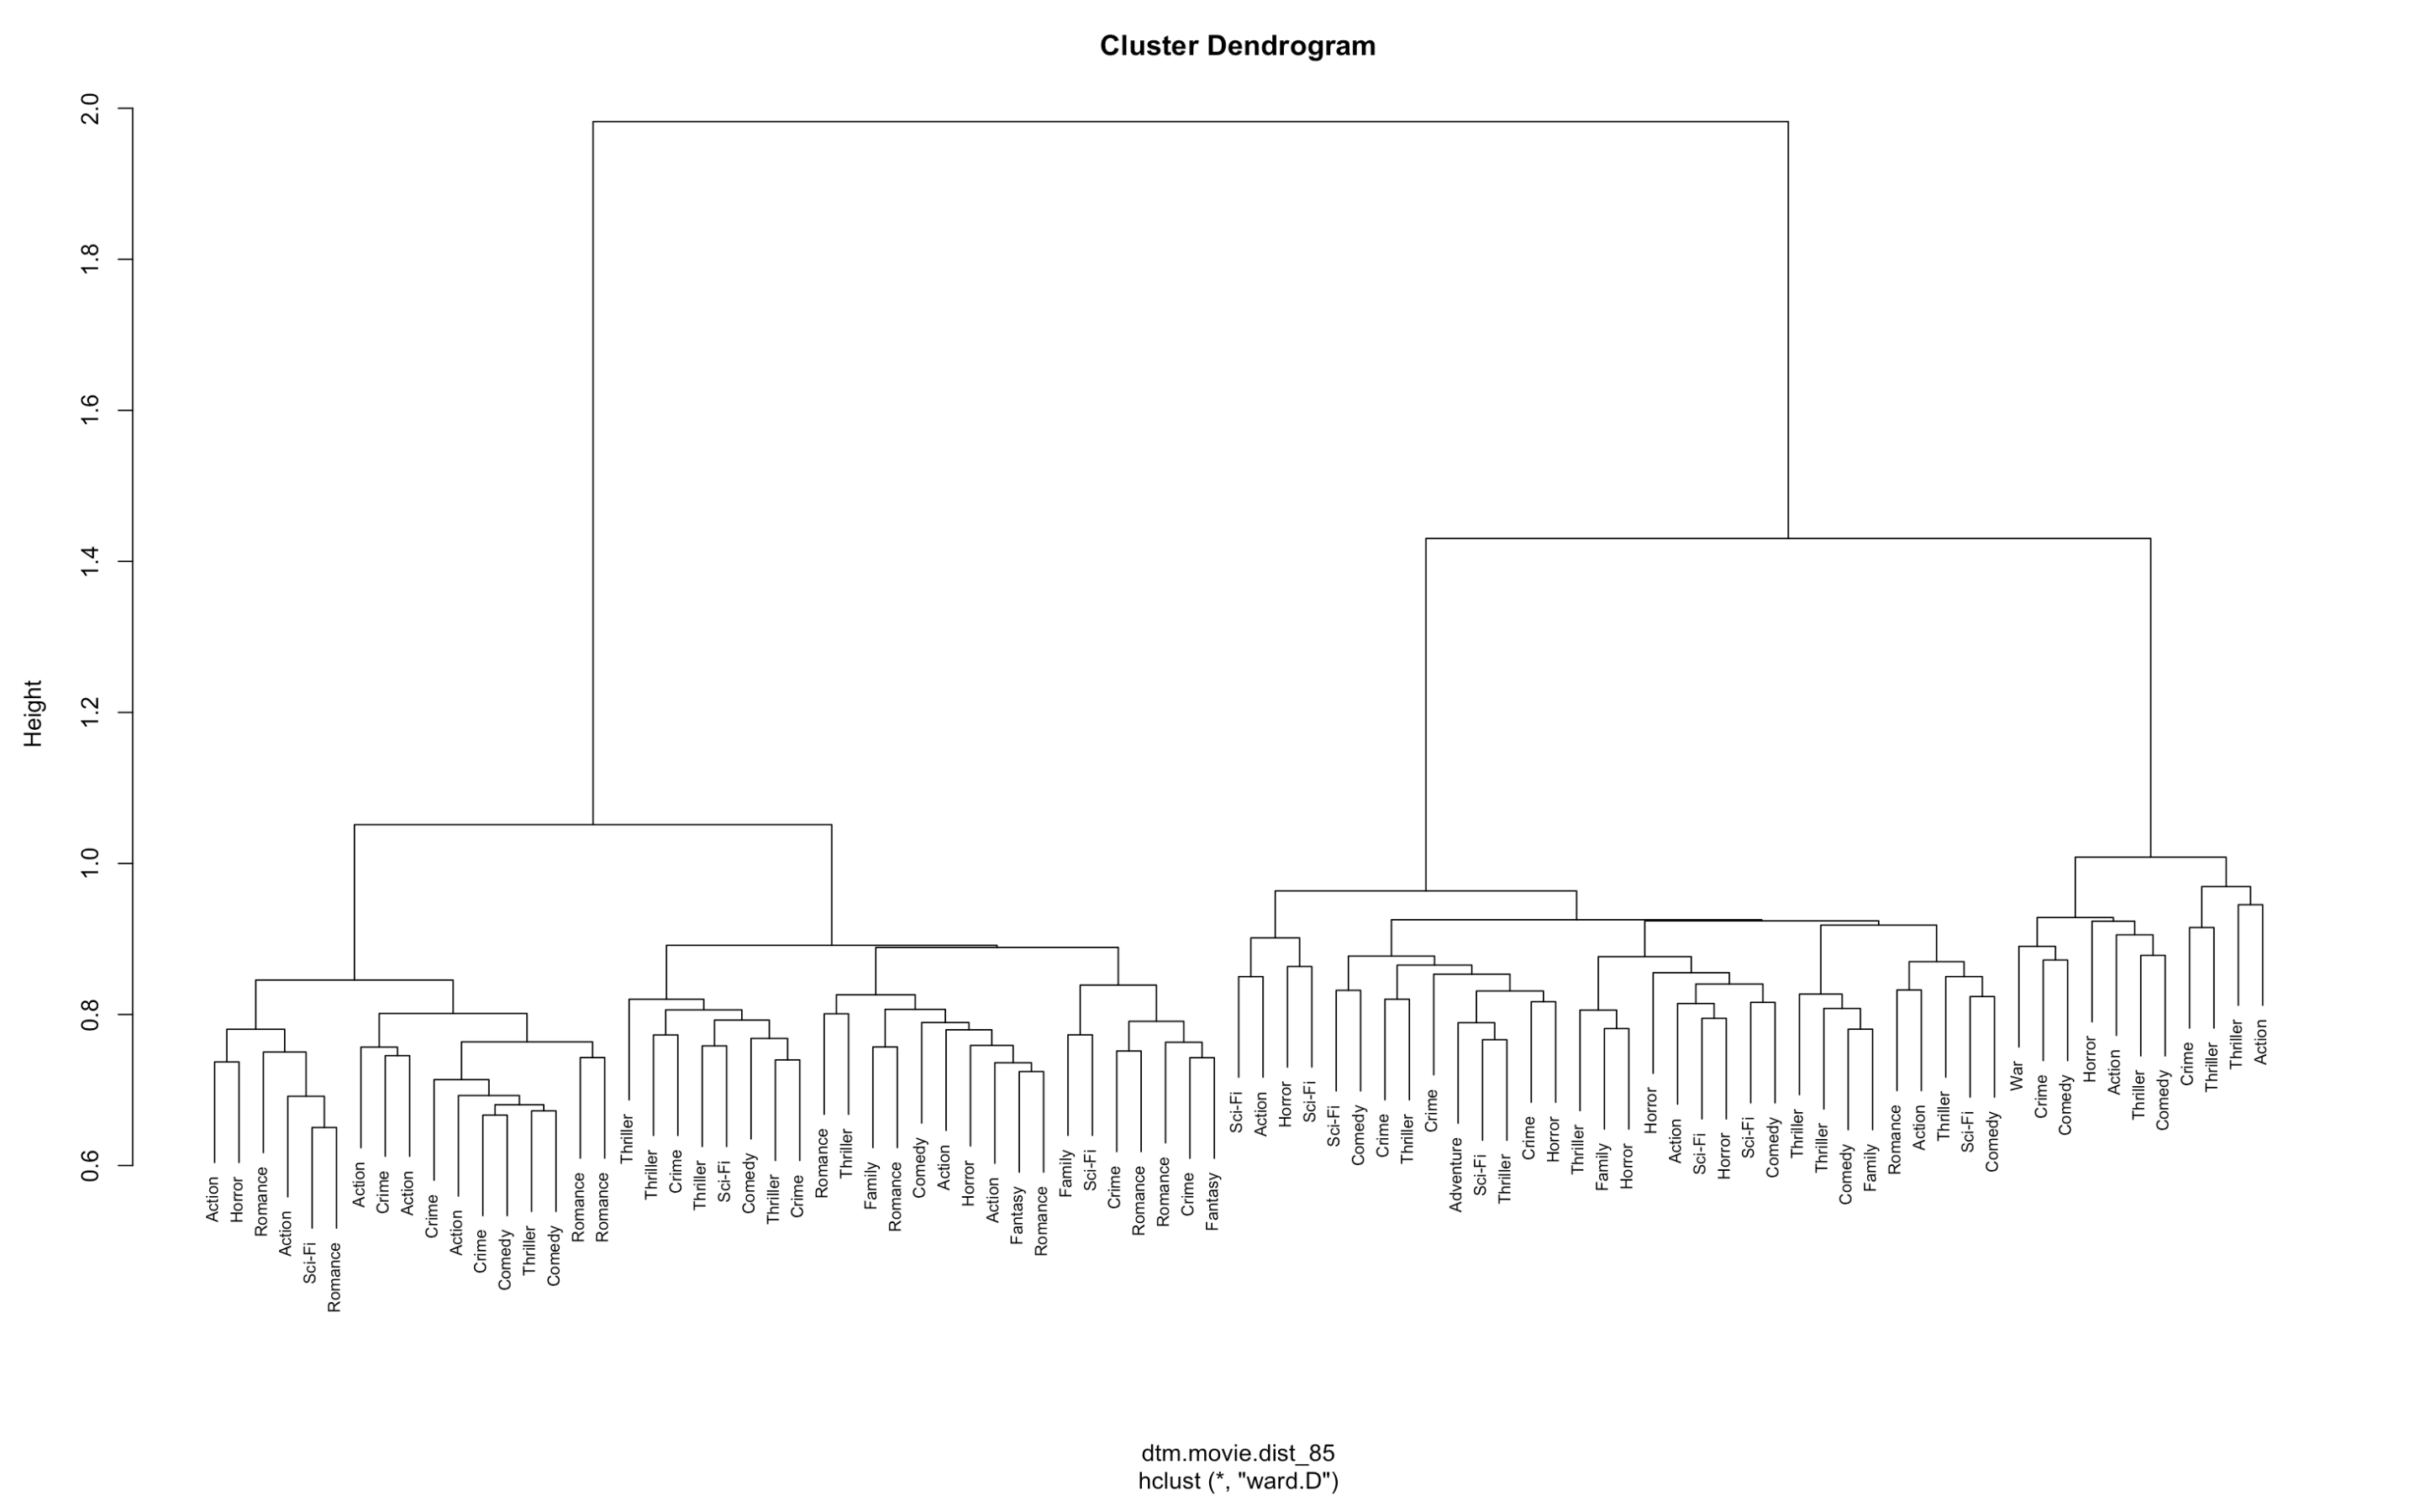 Cluster Dendrogram
Height
2.0
1.8
1.6
1.4
1.2
1.0
0.8
0.6
Action
Horror
Romance
Action
Sci-Fi
Romance
Action
Crime
Action
Crime
Action
Crime
Comedy
Thriller
Comedy
Romance
Romance
Thriller
Thriller
Crime
Thriller
Sci-Fi
Comedy
Thriller
Crime
Romance
Thriller
Family
Romance
Comedy
Action
Horror
Action
Fantasy
Romance
Family
Sci-Fi
Crime
Romance
Romance
Crime
Fantasy
Sci-Fi
Action
Horror
Sci-Fi
Sci-Fi
Comedy
Crime
Thriller
Crime
Adventure
Sci-Fi
Thriller
Crime
Horror
Thriller
Family
Horror
Horror
Action
Sci-Fi
Horror
Sci-Fi
Comedy
Thriller
Thriller
Comedy
Family
Romance
Action
Thriller
Sci-Fi
Comedy
War
Crime
Comedy
Horror
Action
Thriller
Comedy
Crime
Thriller
Thriller
Action
dtm.movie.dist_85
hclust (*, "ward.D")